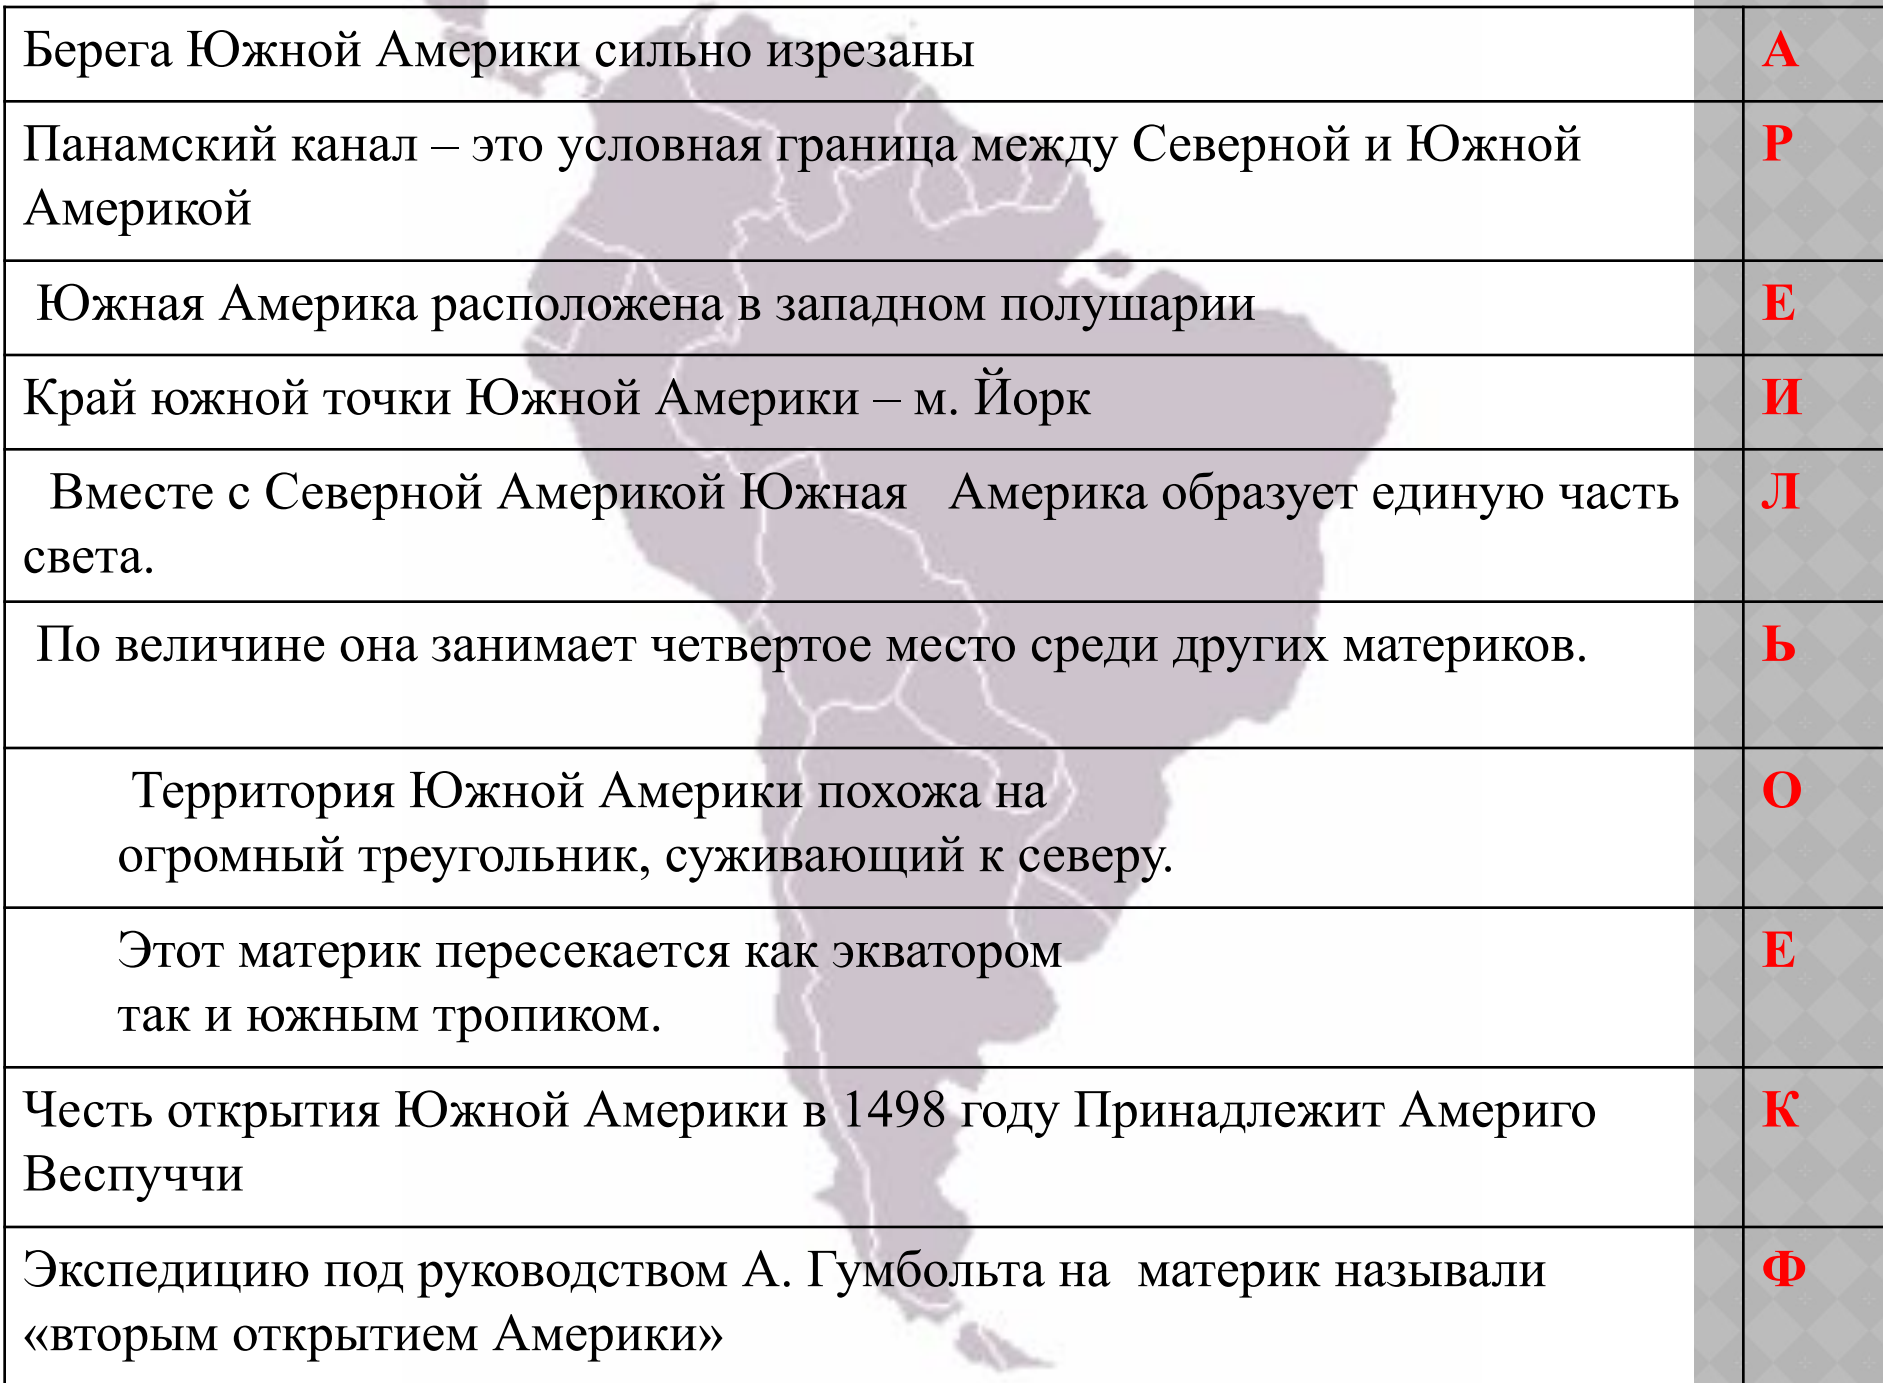 Берега Южной Америки сильно изрезаны А
Панамский канал – это условная граница между Северной и Южной Р
Америкой
Южная Америка расположена в западном полушарии Е
Край южной точки Южной Америки – м. Йорк И
Вместе с Северной Америкой Южная Америка образует единую часть Л
света.
По величине она занимает четвертое место среди других материков. Ь
Территория Южной Америки похожа на О
огромный треугольник, суживающий к северу.
Этот материк пересекается как экватором Е
так и южным тропиком.
Честь открытия Южной Америки в 1498 году Принадлежит Америго К
Веспуччи
Экспедицию под руководством А. Гумбольта на материк называли Ф
«вторым открытием Америки»